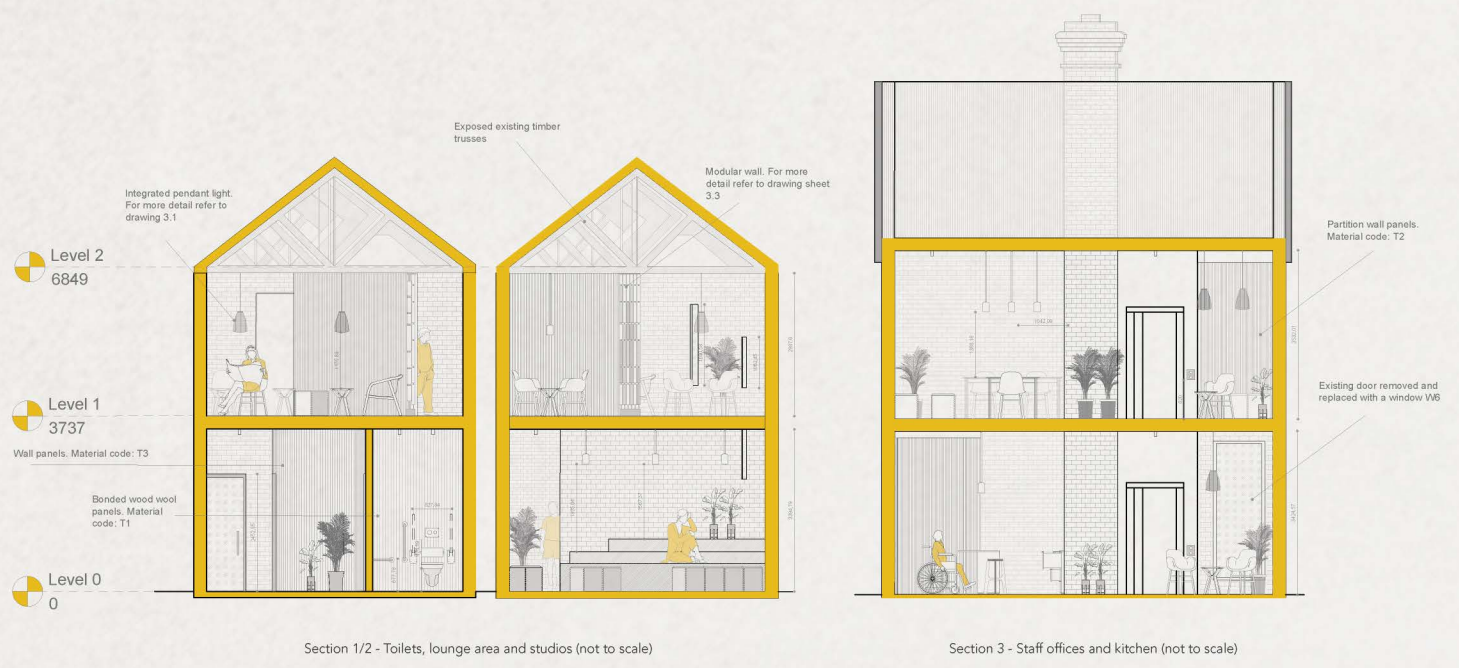 Exposed existing timber
trusses
Modular wall. For more
detail refer to drawing sheet
3.3
Integrated pendant light.
For more detail refer to
drawing 3.1
Partition wall panels.
Material code: T2
Level 2
6849
Existing door removed and
replaced with a window W6
Level 1
3737
Wall panels. Material code: T3
Bonded wood wool
panels. Material
code: T1
Level 0
0
Section 1/2 - Toilets, lounge area and studios (not to scale)
Section 3 - Staff offices and kitchen (not to scale)